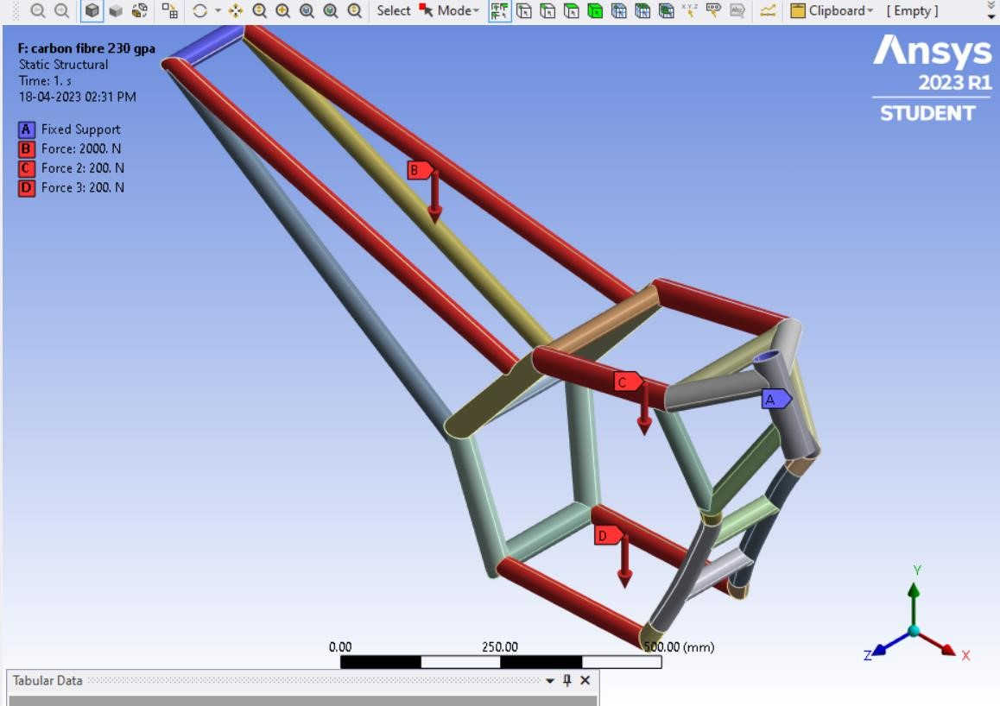 Select Mode X,Y,Z Clipboard [ Empty ]
F: carbon fibre 230 gpa
Static Structural
Time: 1. s
18-04-2023 02:31 PM
A Fixed Support
B Force: 2000. N
C Force 2: 200. N
D Force 3: 200. N
Ansys
2023 R1
STUDENT
B
C
A
D
Y
Z
X
0.00 250.00 500.00 (mm)
Tabular Data